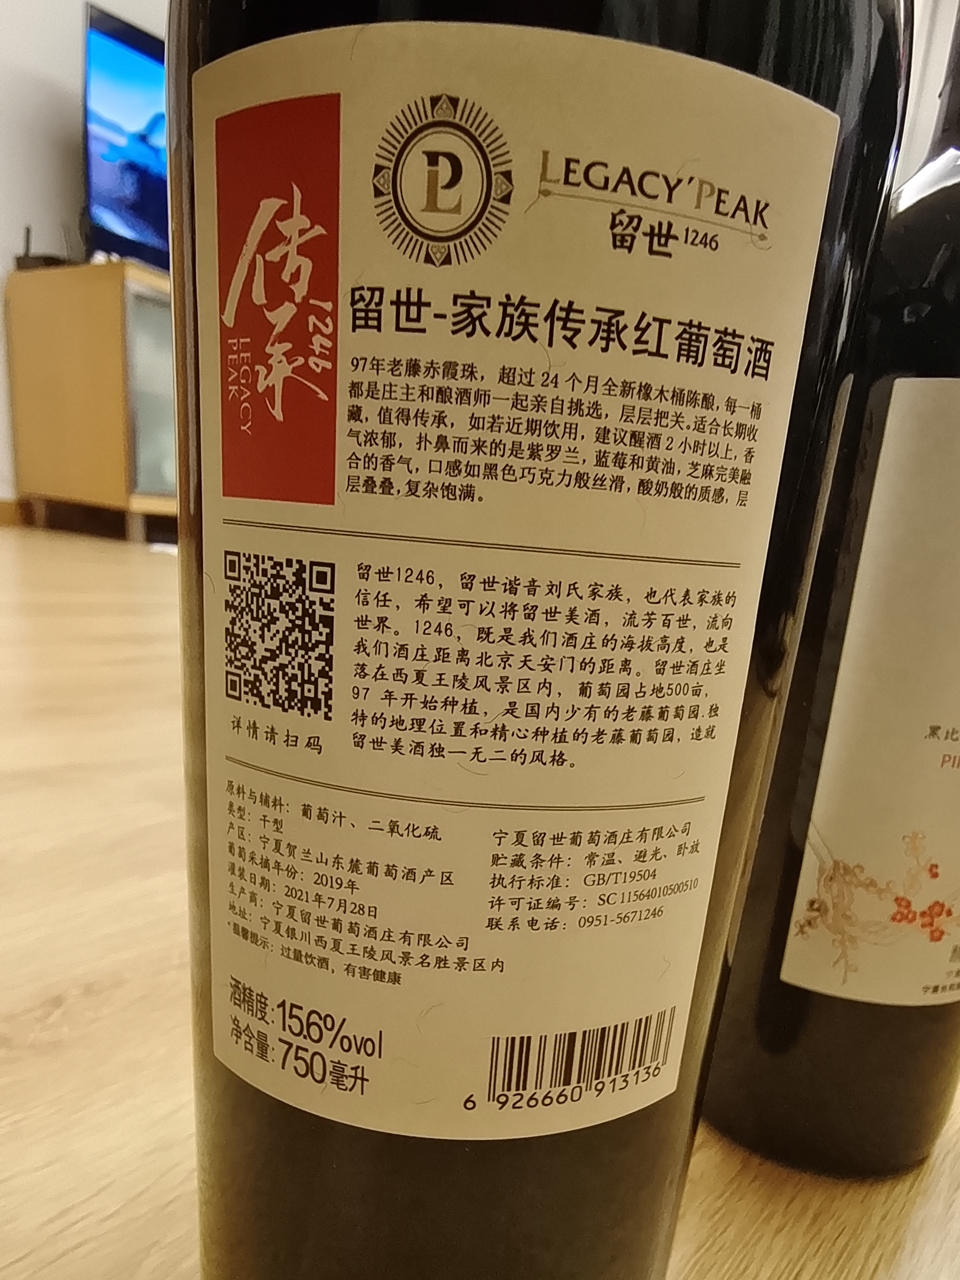 传承
1246
LEGACY
PEAK
PL
LEGACY'PEAK
留世1246
留世-家族传承红葡萄酒
97年老藤赤霞珠，超过24个月全新橡木桶陈酿，每一桶
都是庄主和酿酒师一起亲自挑选，层层把关。适合长期收
藏，值得传承，如若近期饮用，建议醒酒2小时以上，香
气浓郁，扑鼻而来的是紫罗兰，蓝莓和黄油，芝麻完美融
合的香气，口感如黑色巧克力般丝滑，酸奶般的质感，层
层叠叠，复杂饱满。
留世1246，留世谐音刘氏家族，也代表家族的
信任，希望可以将留世美酒，流芳百世，流向
世界。1246，既是我们酒庄的海拔高度，也是
我们酒庄距离北京天安门的距离。留世酒庄坐
落在西夏王陵风景区内，葡萄园占地500亩，
97年开始种植，是国内少有的老藤葡萄园.独
特的地理位置和精心种植的老藤葡萄园，造就
留世美酒独一无二的风格。
详情请扫码
原料与辅料：葡萄汁、二氧化硫
类型：干型
产区：宁夏贺兰山东麓葡萄酒产区
葡萄采摘年份：2019年
灌装日期：2021年7月28日
生产商：宁夏留世葡萄酒庄有限公司
地址：宁夏银川西夏王陵风景名胜景区内
*温馨提示：过量饮酒，有害健康
宁夏留世葡萄酒庄有限公司
贮藏条件：常温、避光、卧放
执行标准：GB/T19504
许可证编号：SC11564010500510
联系电话：0951-5671246
酒精度：15.6%vol
净含量：750毫升
6 926660 913136
黑比
PI